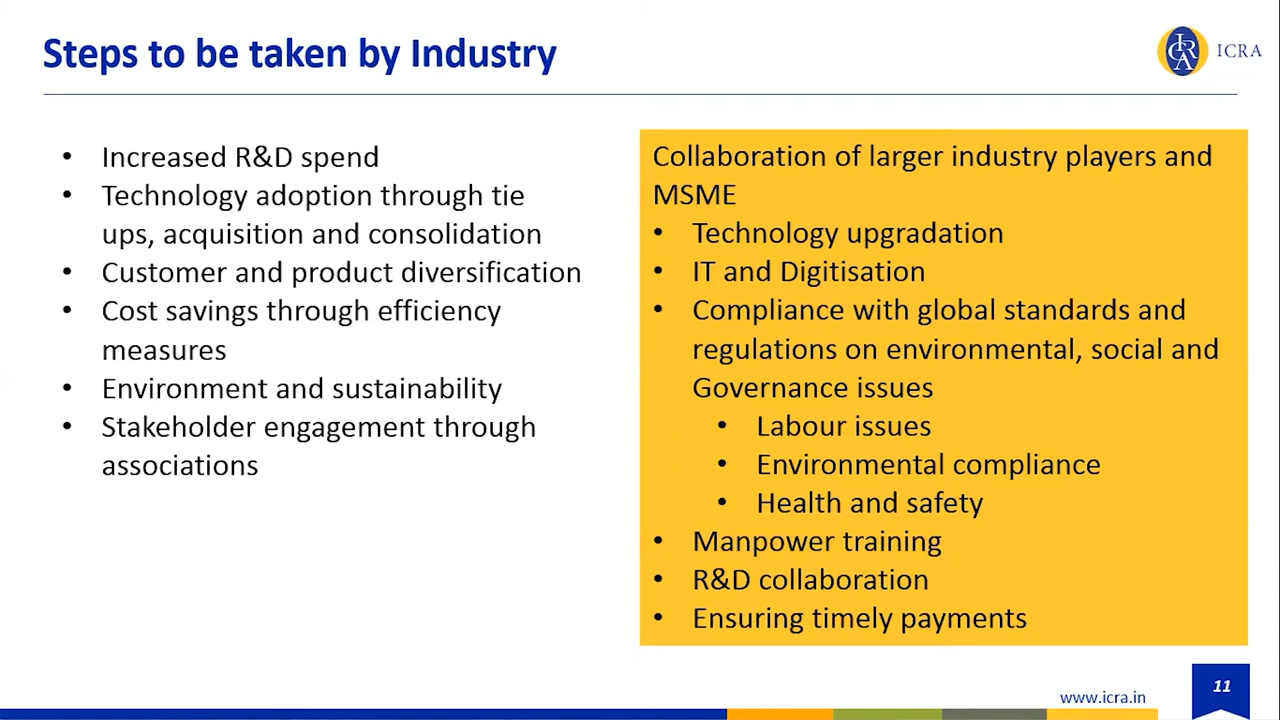 Steps to be taken by Industry
ICRA
ICRA
• Increased R&D spend
• Technology adoption through tie
ups, acquisition and consolidation
• Customer and product diversification
• Cost savings through efficiency
measures
• Environment and sustainability
• Stakeholder engagement through
associations
Collaboration of larger industry players and
MSME
• Technology upgradation
• IT and Digitisation
• Compliance with global standards and
regulations on environmental, social and
Governance issues
• Labour issues
• Environmental compliance
• Health and safety
• Manpower training
• R&D collaboration
• Ensuring timely payments
www.icra.in
11